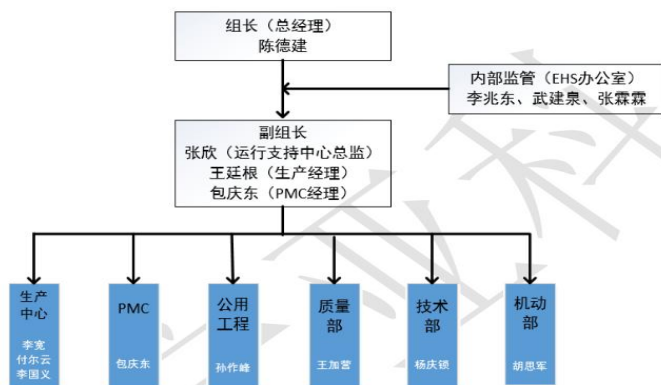 组长（总经理）
陈德建
内部监管（EHS办公室）
李兆东、武建泉、张霖霖
副组长
张欣（运行支持中心总监）
王廷根（生产经理）
包庆东（PMC经理）
生产
中心
李宽
付尔云
李国义
PMC
包庆东
公用
工程
孙作峰
质量
部
王加营
技术
部
杨庆锁
机动
部
胡思军